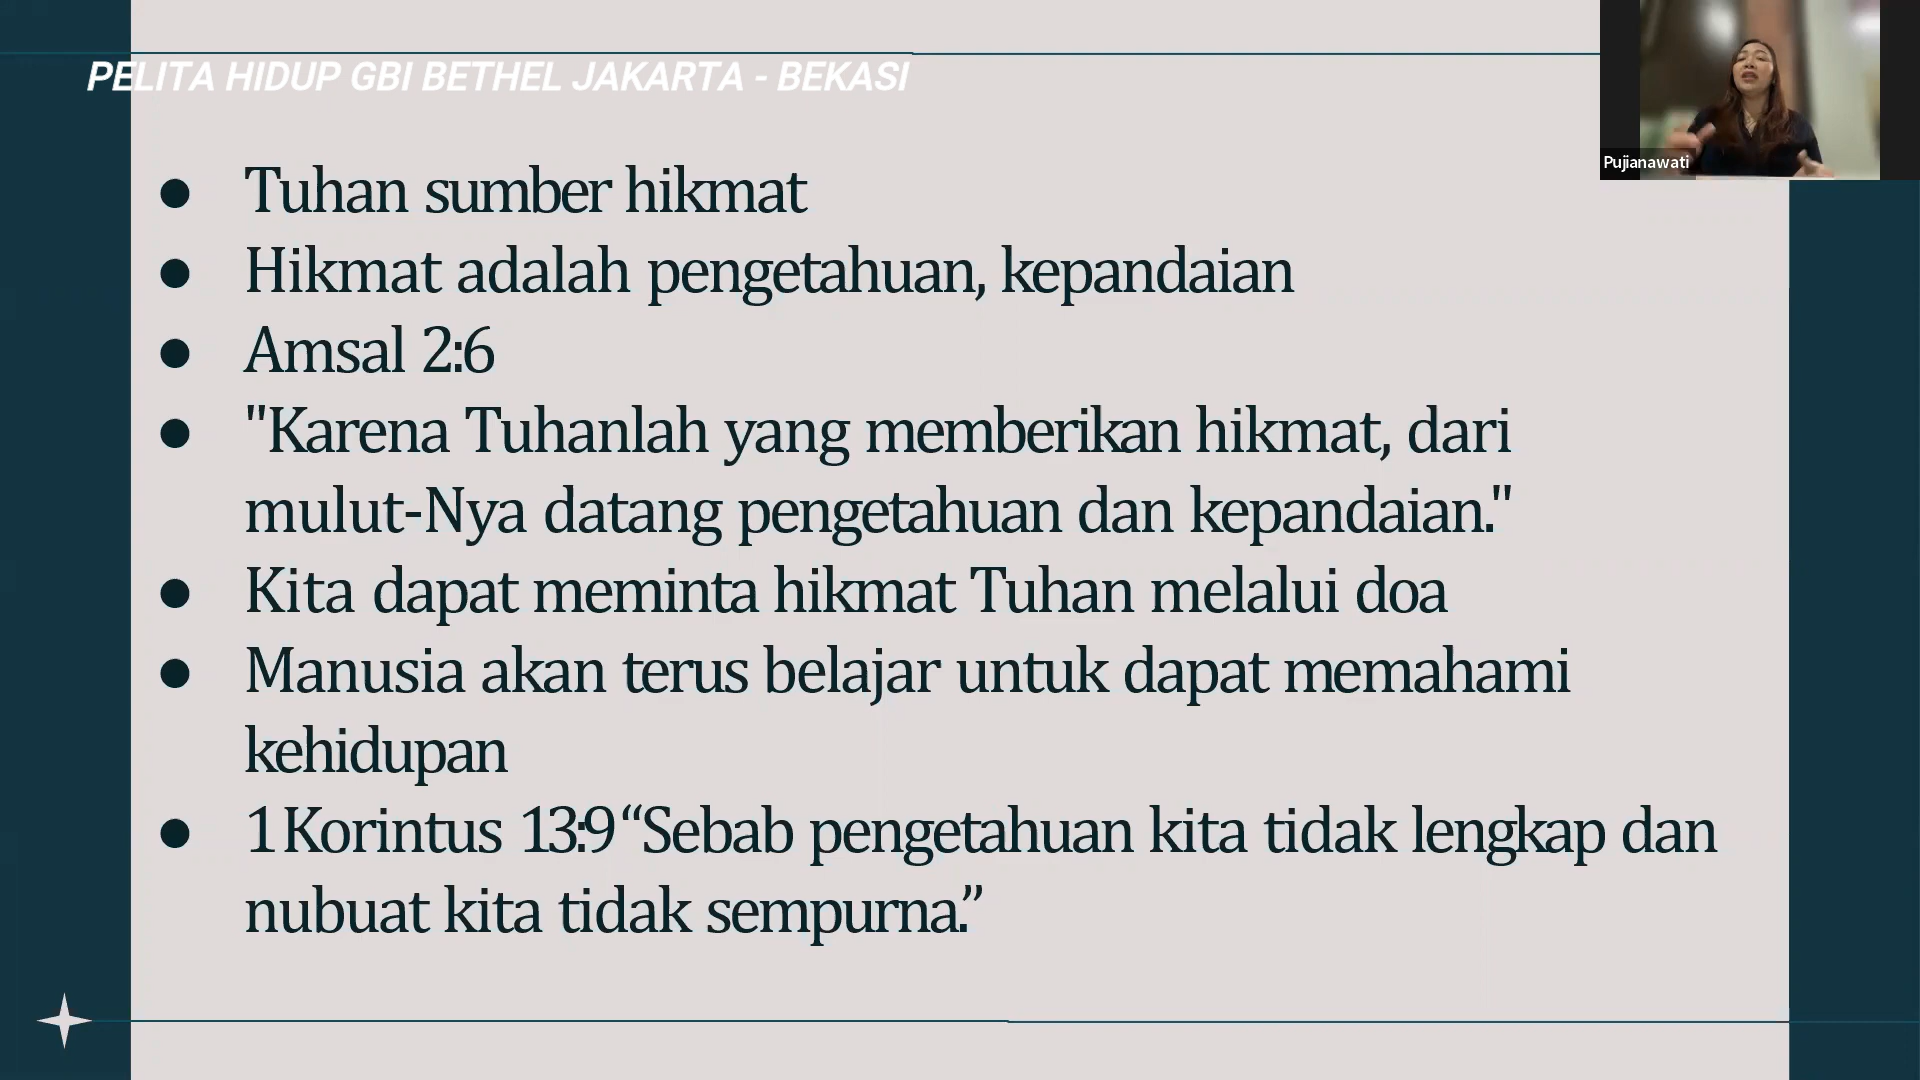 PELITA HIDUP GBI BETHEL JAKARTA - BEKASI
Pujianawati
● Tuhan sumber hikmat
● Hikmat adalah pengetahuan, kepandaian
● Amsal 2:6
● "Karena Tuhanlah yang memberikan hikmat, dari
mulut-Nya datang pengetahuan dan kepandaian."
● Kita dapat meminta hikmat Tuhan melalui doa
● Manusia akan terus belajar untuk dapat memahami
kehidupan
● 1 Korintus 13:9 “Sebab pengetahuan kita tidak lengkap dan
nubuat kita tidak sempurna.”